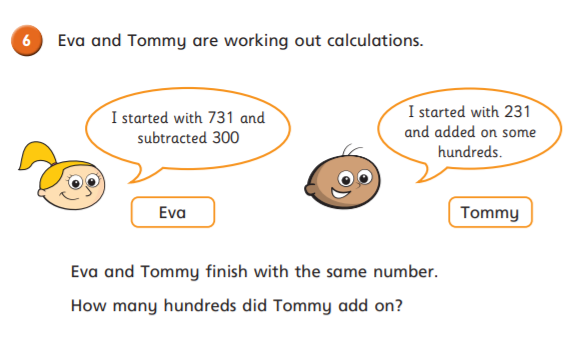 6 Eva and Tommy are working out calculations.
I started with 731 and
subtracted 300
Eva
I started with 231
and added on some
hundreds.
Tommy
Eva and Tommy finish with the same number.
How many hundreds did Tommy add on?